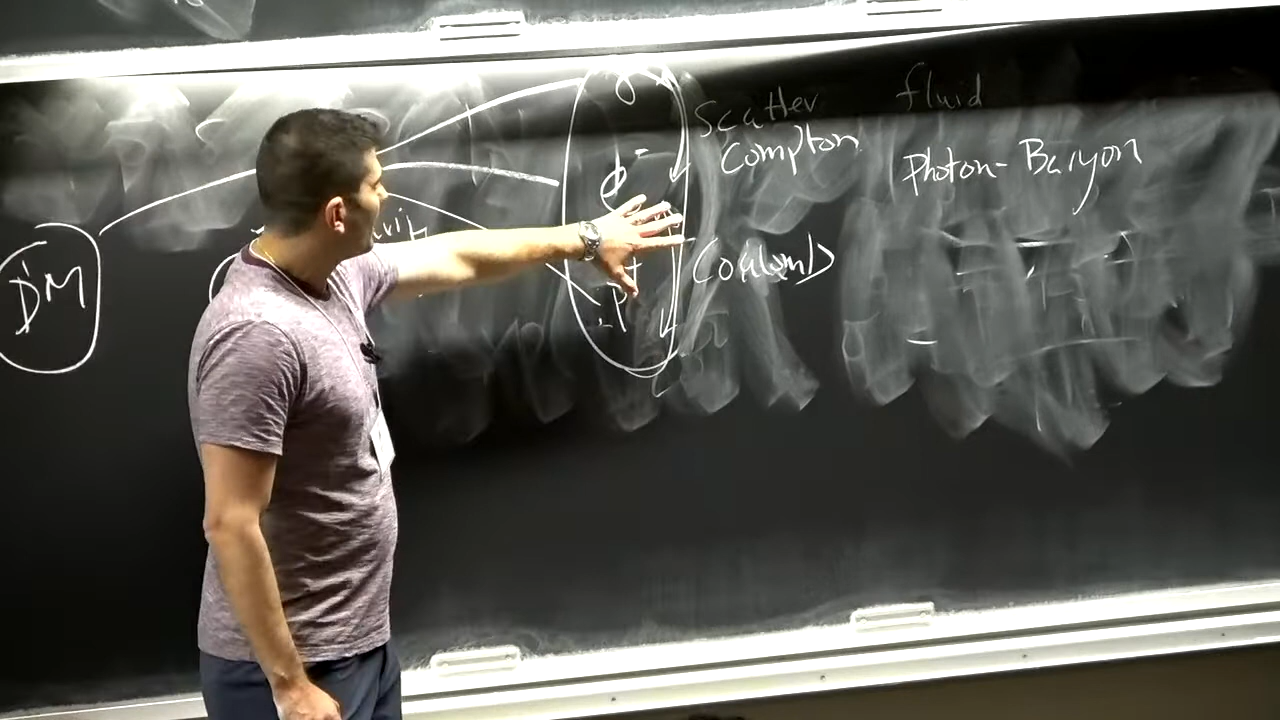 DM
γ
Scatter
Compton
fluid
Photon-Baryon
e-
Coulomb
p+